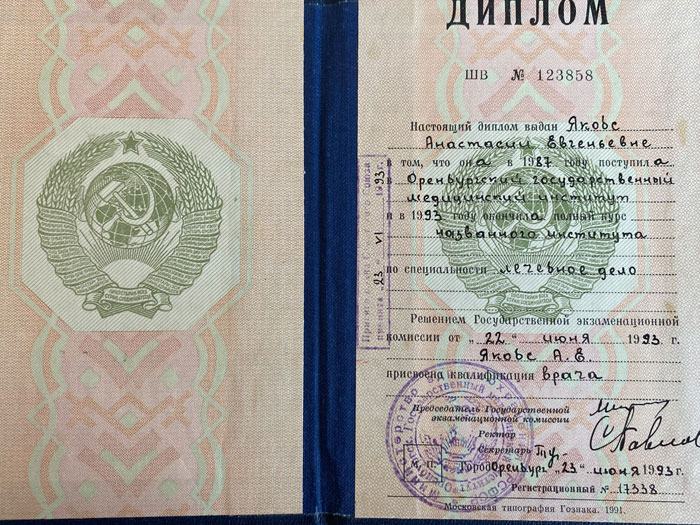 ДИПЛОМ
ШВ № 123858
Настоящий диплом выдан Якове
Анастасии Евгеньевне
в том, что она в 1987 году поступила
в Оренбургский государственный
медицинский институт
и в 1993 году окончила полный курс
названного института
по специальности лечебное дело
Решением Государственной экзаменационной
комиссии от „22" июня 1993 г.
Якове А.Е.
присвоена квалификация врача
Председатель Государственной
экзаменационной комиссии
Ректор
Секретарь
М. П. Город Оренбург „23" июня 1993 г.
Регистрационный № 17338
Московская типография Гознака. 1991.
„23" VI 1993 г.